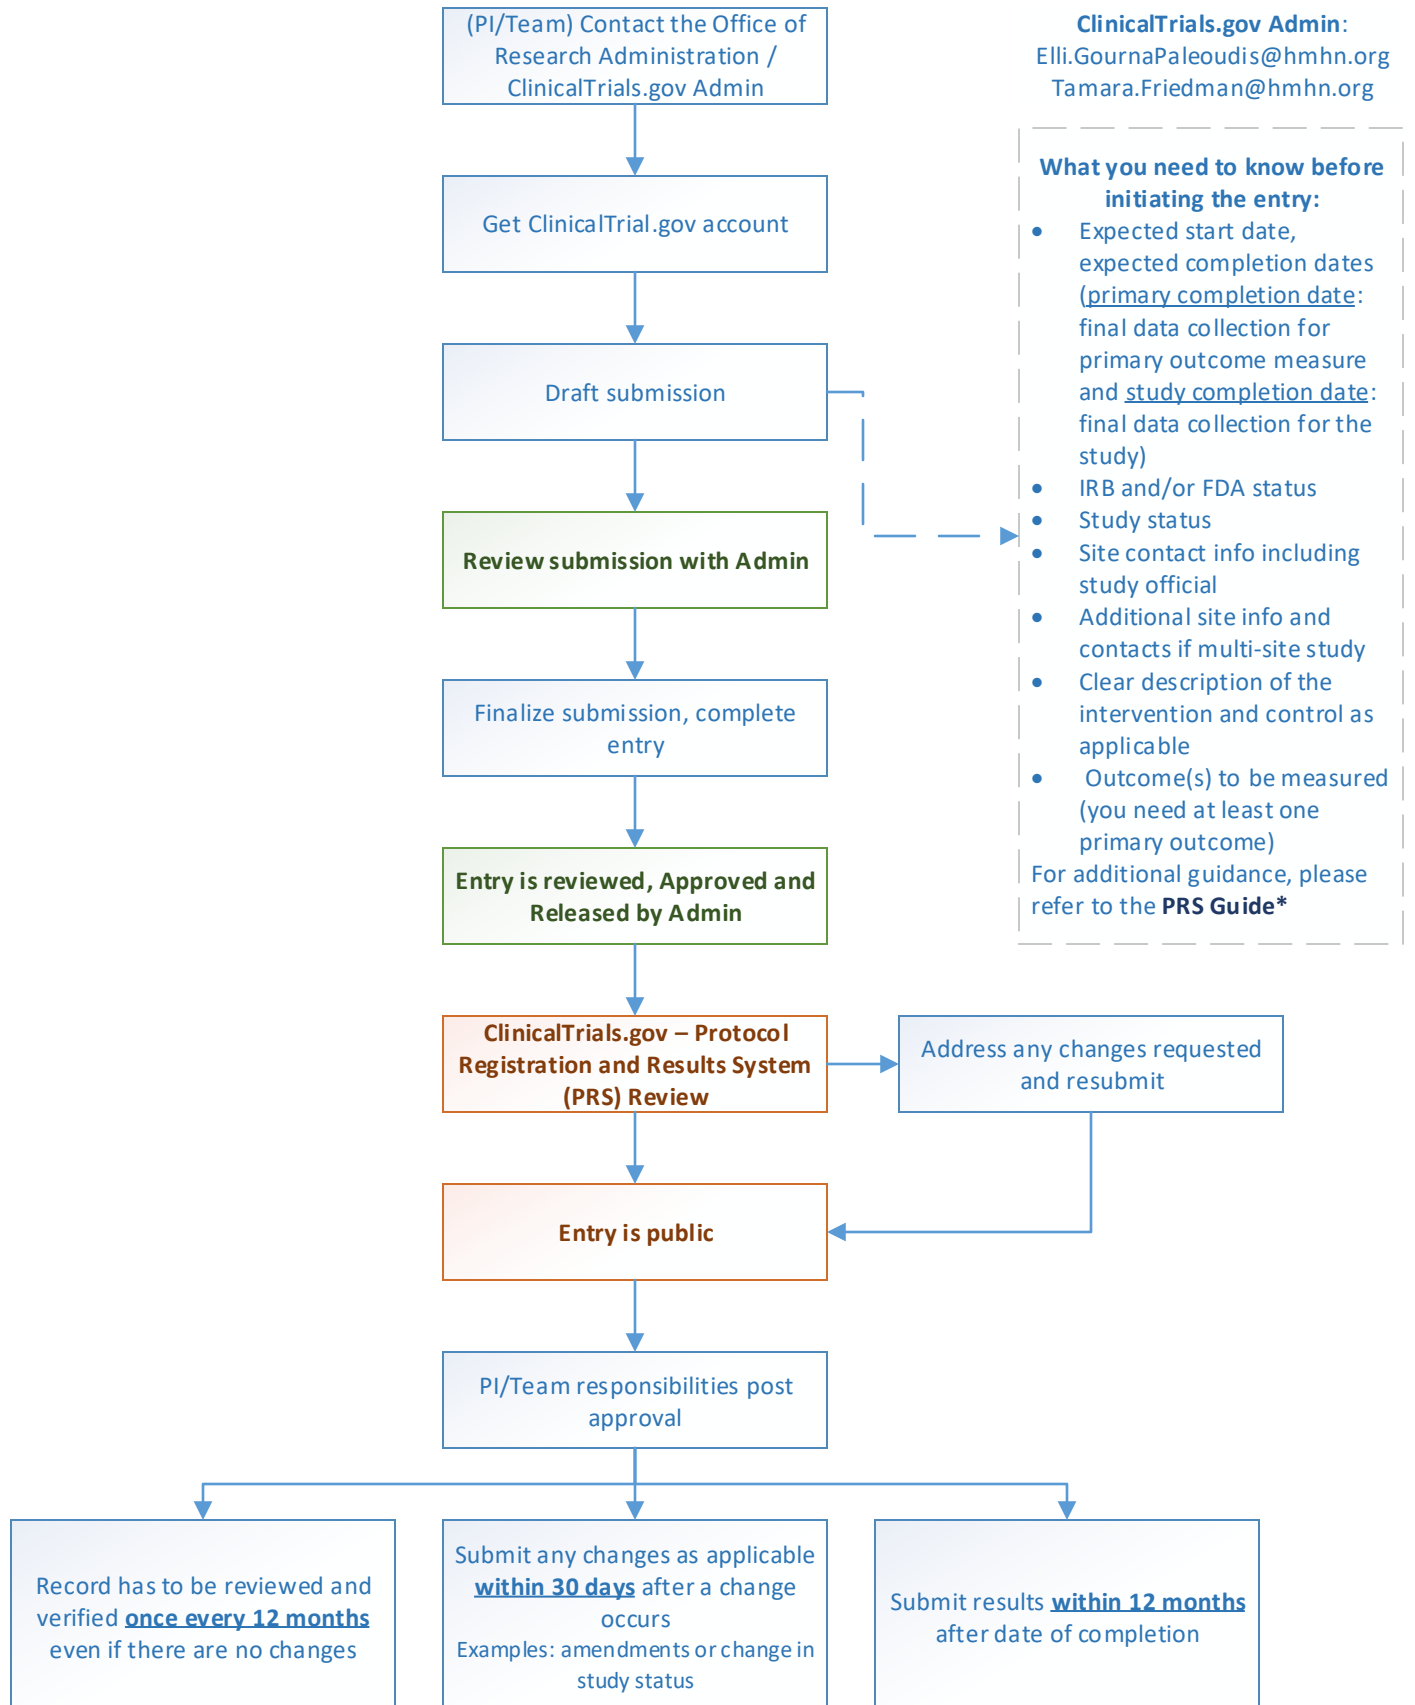 (PI/Team) Contact the Office of
Research Administration /
ClinicalTrials.gov Admin
ClinicalTrials.gov Admin:
Elli.GournaPaleoudis@hmhn.org
Tamara.Friedman@hmhn.org
Get ClinicalTrial.gov account
Draft submission
What you need to know before
initiating the entry:
• Expected start date,
expected completion dates
(primary completion date:
final data collection for
primary outcome measure
and study completion date:
final data collection for the
study)
• IRB and/or FDA status
• Study status
• Site contact info including
study official
• Additional site info and
contacts if multi-site study
• Clear description of the
intervention and control as
applicable
• Outcome(s) to be measured
(you need at least one
primary outcome)
For additional guidance, please
refer to the PRS Guide*
Review submission with Admin
Finalize submission, complete
entry
Entry is reviewed, Approved and
Released by Admin
ClinicalTrials.gov – Protocol
Registration and Results System
(PRS) Review
Address any changes requested
and resubmit
Entry is public
PI/Team responsibilities post
approval
Record has to be reviewed and
verified once every 12 months
even if there are no changes
Submit any changes as applicable
within 30 days after a change
occurs
Examples: amendments or change in
study status
Submit results within 12 months
after date of completion